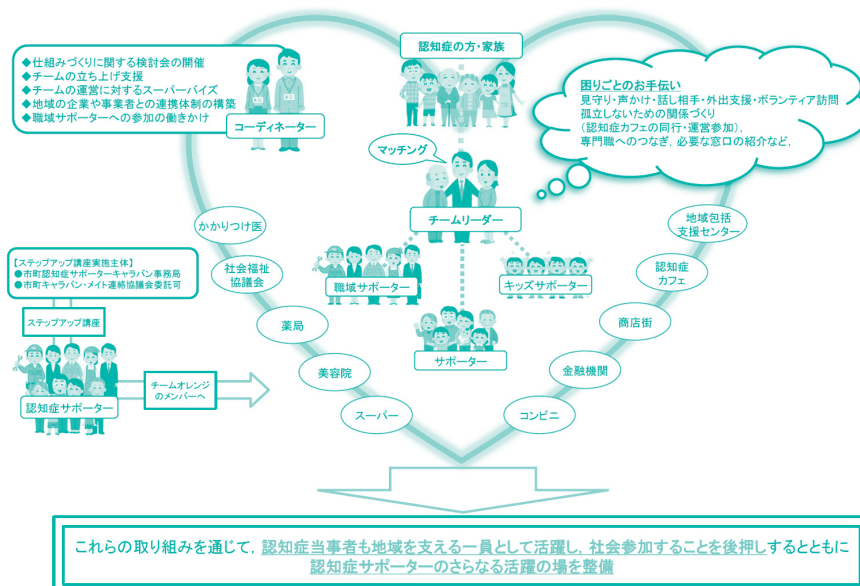 認知症の方・家族
◆仕組みづくりに関する検討会の開催
◆チームの立ち上げ支援
◆チームの運営に対するスーパーバイズ
◆地域の企業や事業者との連携体制の構築
◆職域サポーターへの参加の働きかけ
コーディネーター
困りごとのお手伝い
見守り・声かけ・話し相手・外出支援・ボランティア訪問
孤立しないための関係づくり
(認知症カフェの同行・運営参加),
専門職へのつなぎ, 必要な窓口の紹介など,
マッチング
チームリーダー
かかりつけ医
社会福祉
協議会
薬局
美容院
スーパー
地域包括
支援センター
認知症
カフェ
商店街
金融機関
コンビニ
職域サポーター
キッズサポーター
サポーター
【ステップアップ講座実施主体】
●市町認知症サポーターキャラバン事務局
●市町キャラバン・メイト連絡協議会委託可
ステップアップ講座
認知症サポーター
チームオレンジ
のメンバーへ
これらの取り組みを通じて, 認知症当事者も地域を支える一員として活躍し, 社会参加することを後押しするとともに
認知症サポーターのさらなる活躍の場を整備